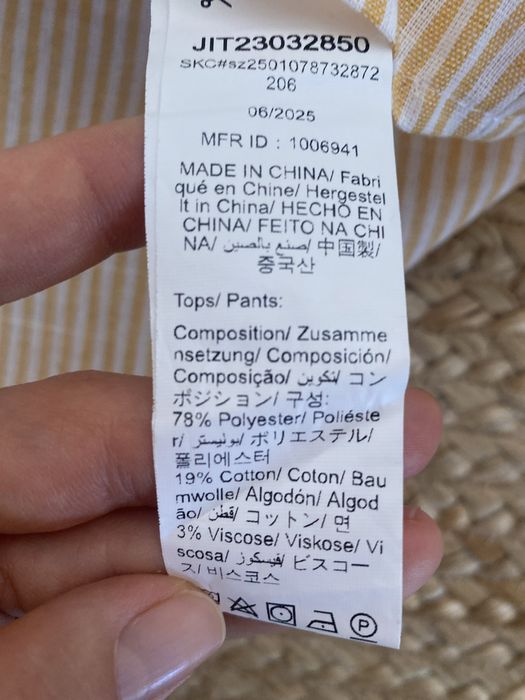 JIT23032850
SKC#sz2501078732872
206
06/2025
MFR ID : 1006941
MADE IN CHINA/ Fabri
qué en Chine/ Hergestel
lt in China/ HECHO EN
CHINA/ FEITO NA CHI
NA/ صنع بالصين/ 中国製/
중국산
Tops/ Pants:
Composition/ Zusamme
nsetzung/ Composición/
Composição/ تكوين/ コン
ポジション/ 구성:
78% Polyester/ Poliéste
r/ بوليستر/ ポリエステル/
폴리에스터
19% Cotton/ Coton/ Bau
mwolle/ Algodón/ Algod
ão/ قطن/ コットン/ 면
3% Viscose/ Viskose/ Vi
scosa/ فيسكوز/ ビスコー
ス/ 비스코스
P